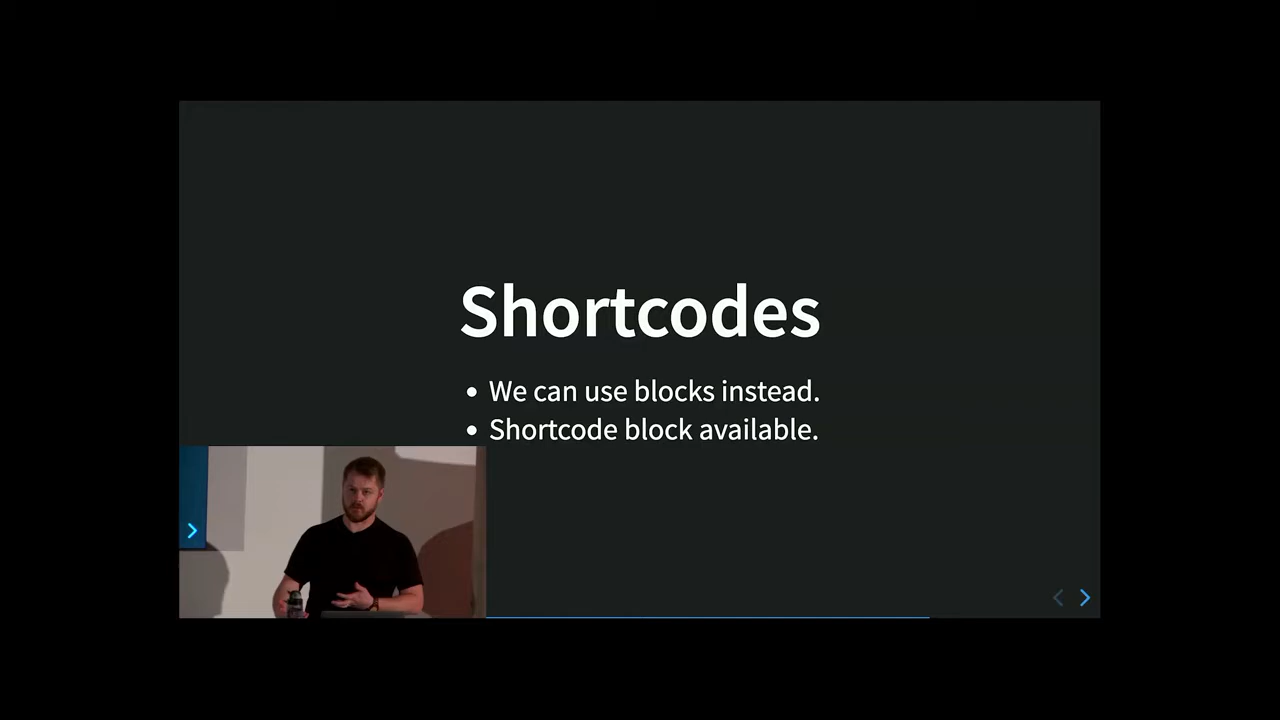 Shortcodes
We can use blocks instead.
Shortcode block available.